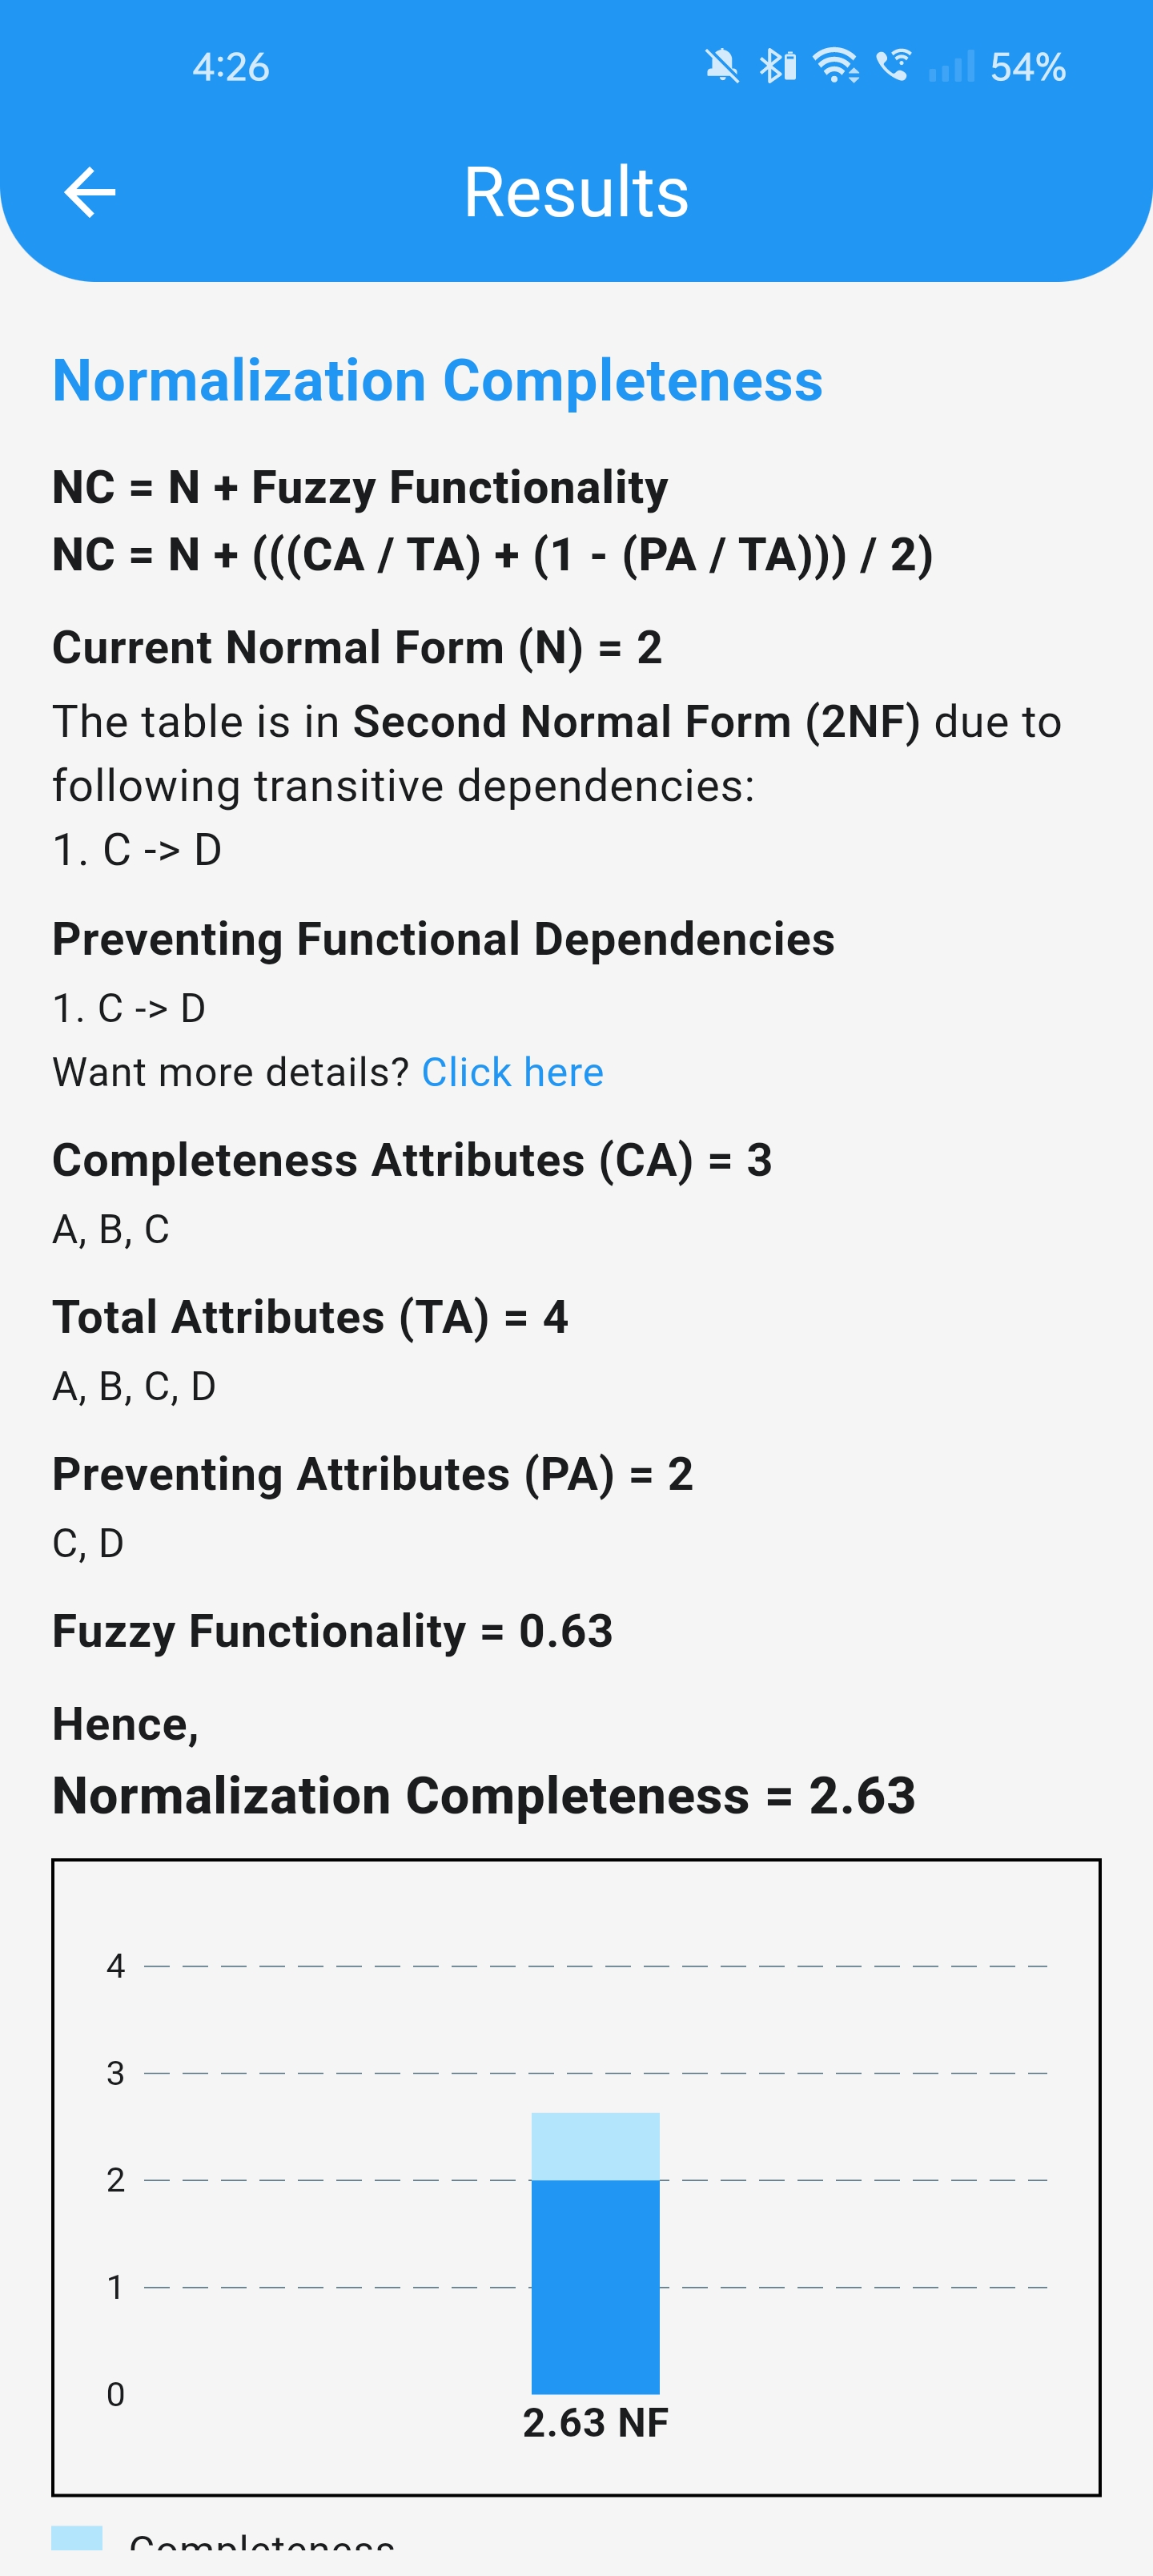 4:26 54%
Results
Normalization Completeness
NC = N + Fuzzy Functionality
NC = N + (((CA / TA) + (1 - (PA / TA))) / 2)
Current Normal Form (N) = 2
The table is in Second Normal Form (2NF) due to
following transitive dependencies:
1. C -> D
Preventing Functional Dependencies
1. C -> D
Want more details? Click here
Completeness Attributes (CA) = 3
A, B, C
Total Attributes (TA) = 4
A, B, C, D
Preventing Attributes (PA) = 2
C, D
Fuzzy Functionality = 0.63
Hence,
Normalization Completeness = 2.63
4
3
2
1
0
2.63 NF
Completeness